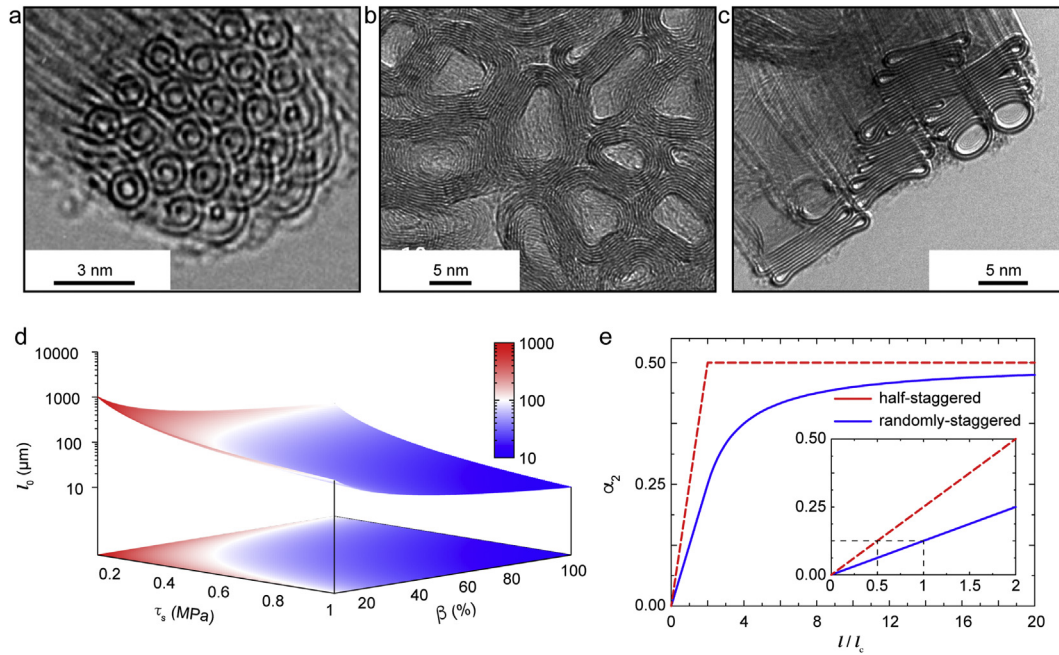 a
b
c
3 nm
5 nm
5 nm
d
10000
1000
100
10
l₀ (μm)
1000
100
10
0.2
0.4
0.6
0.8
1
τₛ (MPa)
20
40
60
80
100
β (%)
e
0.50
0.25
0.00
α₂
half-staggered
randomly-staggered
0.50
0.25
0.00
0
0.5
1
2
0
4
8
12
16
20
l / l_c